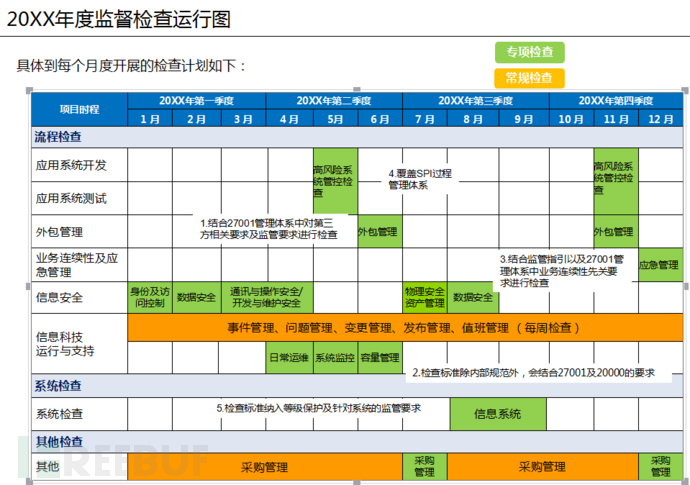 20XX年度监督检查运行图
专项检查
具体到每个月度开展的检查计划如下：
常规检查
项目时程
20XX年第一季度
20XX年第二季度
20XX年第三季度
20XX年第四季度
1 月
2 月
3 月
4 月
5月
6 月
7 月
8 月
9 月
10 月
11 月
12 月
流程检查
应用系统开发
高风险系
统管控检
查
4.覆盖SPI过程
管理体系
高风险系
统管控检
查
应用系统测试
外包管理
1.结合27001管理体系中对第三
方相关要求及监管要求进行检查
外包管理
外包管理
业务连续性及应
急管理
3.结合监管指引以及27001管
理体系中业务连续性先关要
求进行检查
应急管理
信息安全
身份及访
问控制
数据安全
通讯与操作安全/
开发与维护安全
物理安全
资产管理
数据安全
信息科技
运行与支持
事件管理、问题管理、变更管理、发布管理、值班管理（每周检查）
日常运维
系统监控
容量管理
2.检查标准除内部规范外，会结合27001及20000的要求
系统检查
系统检查
5.检查标准纳入等级保护及针对系统的监管要求
信息系统
其他检查
其他
采购管理
采购
管理
采购管理
采购
管理
FREEBUF